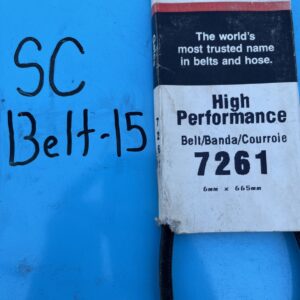 SC
Belt-15
The world's
most trusted name
in belts and hose.
High
Performance
Belt/Banda/Courroie
7261
6mm x 665mm